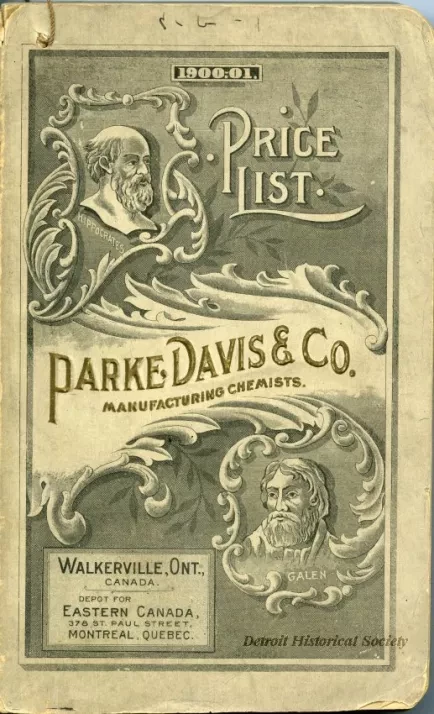 1900-01.
PRICE
LIST.
HIPPOCRATES
PARKE, DAVIS & CO.
MANUFACTURING CHEMISTS.
GALEN
WALKERVILLE, ONT.,
CANADA.
DEPOT FOR
EASTERN CANADA,
378 ST. PAUL STREET,
MONTREAL, QUEBEC.
Detroit Historical Society